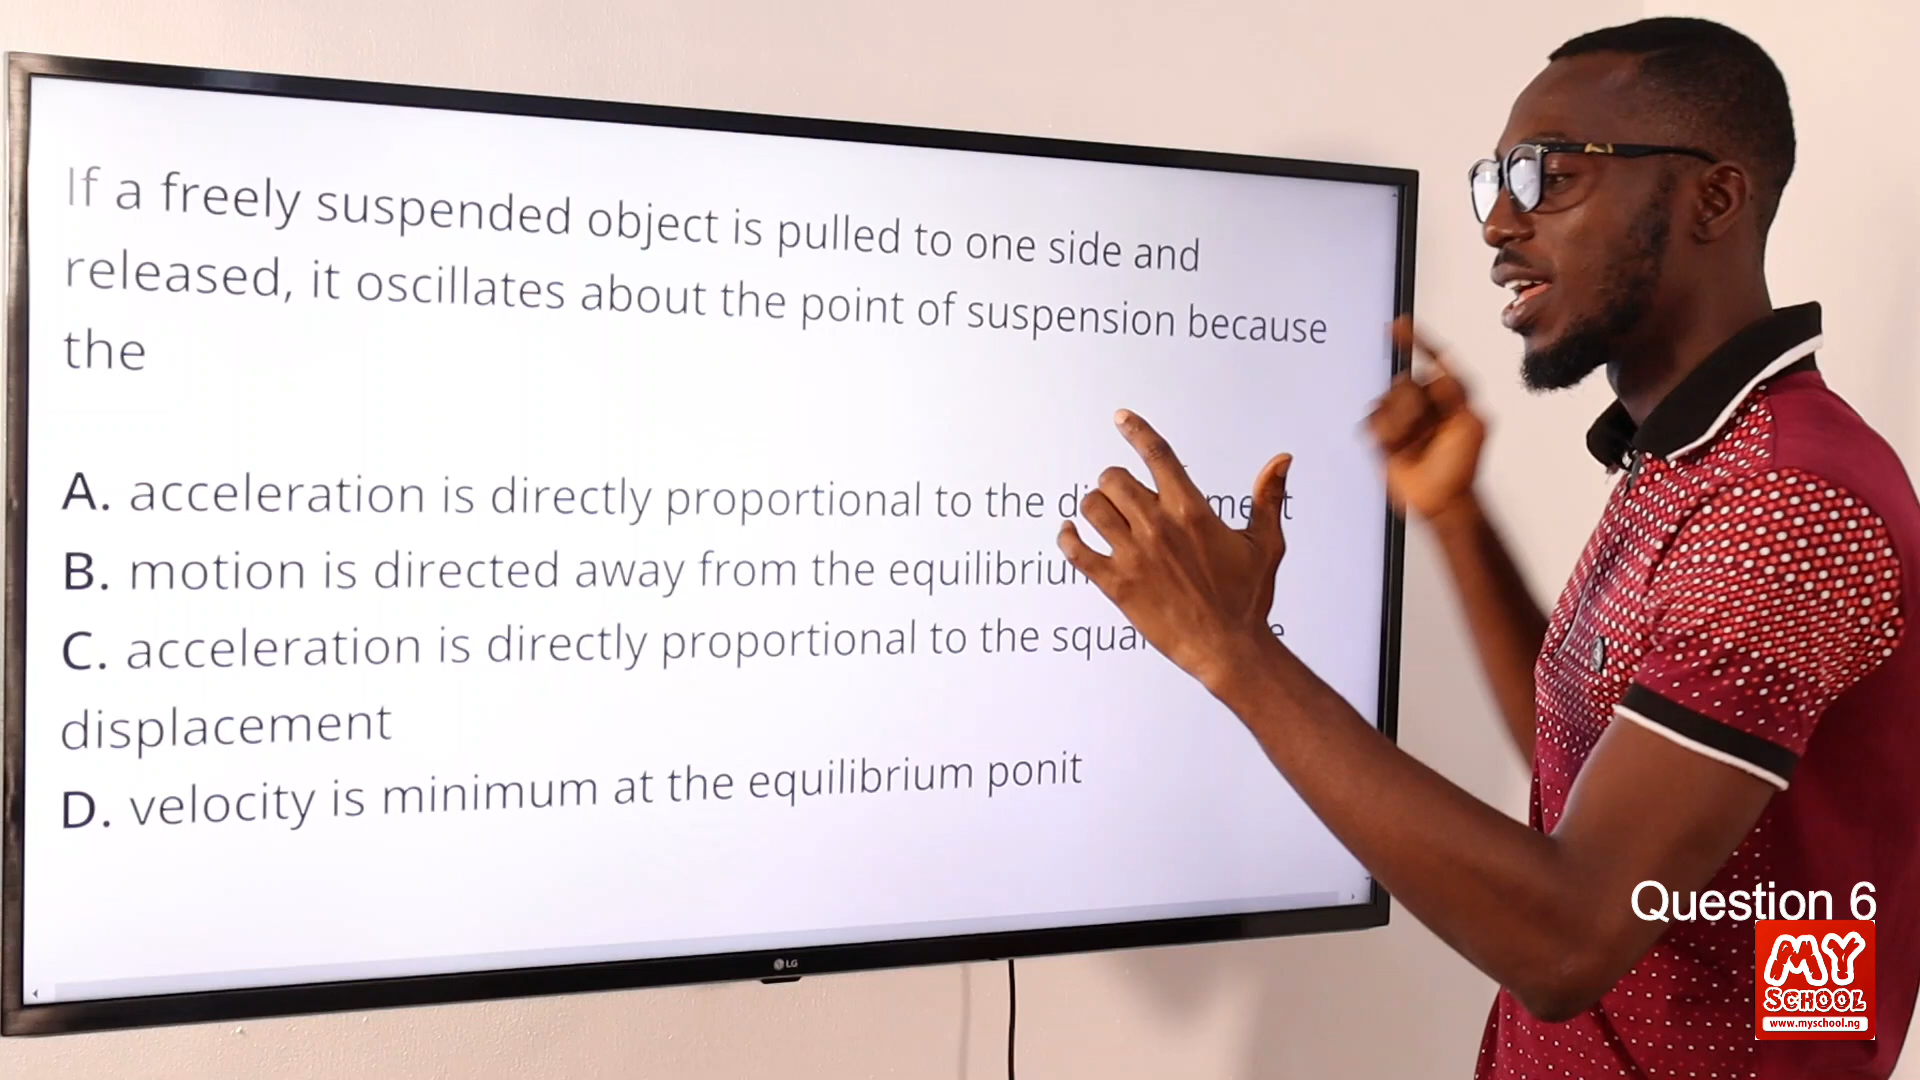 If a freely suspended object is pulled to one side and
released, it oscillates about the point of suspension because
the
A. acceleration is directly proportional to the
B. motion is directed away from the
C. acceleration is directly proportional to the
displacement
D. velocity is minimum at the equilibrium ponit
LG
Question 6
MY
SCHOOL
www.myschool.ng